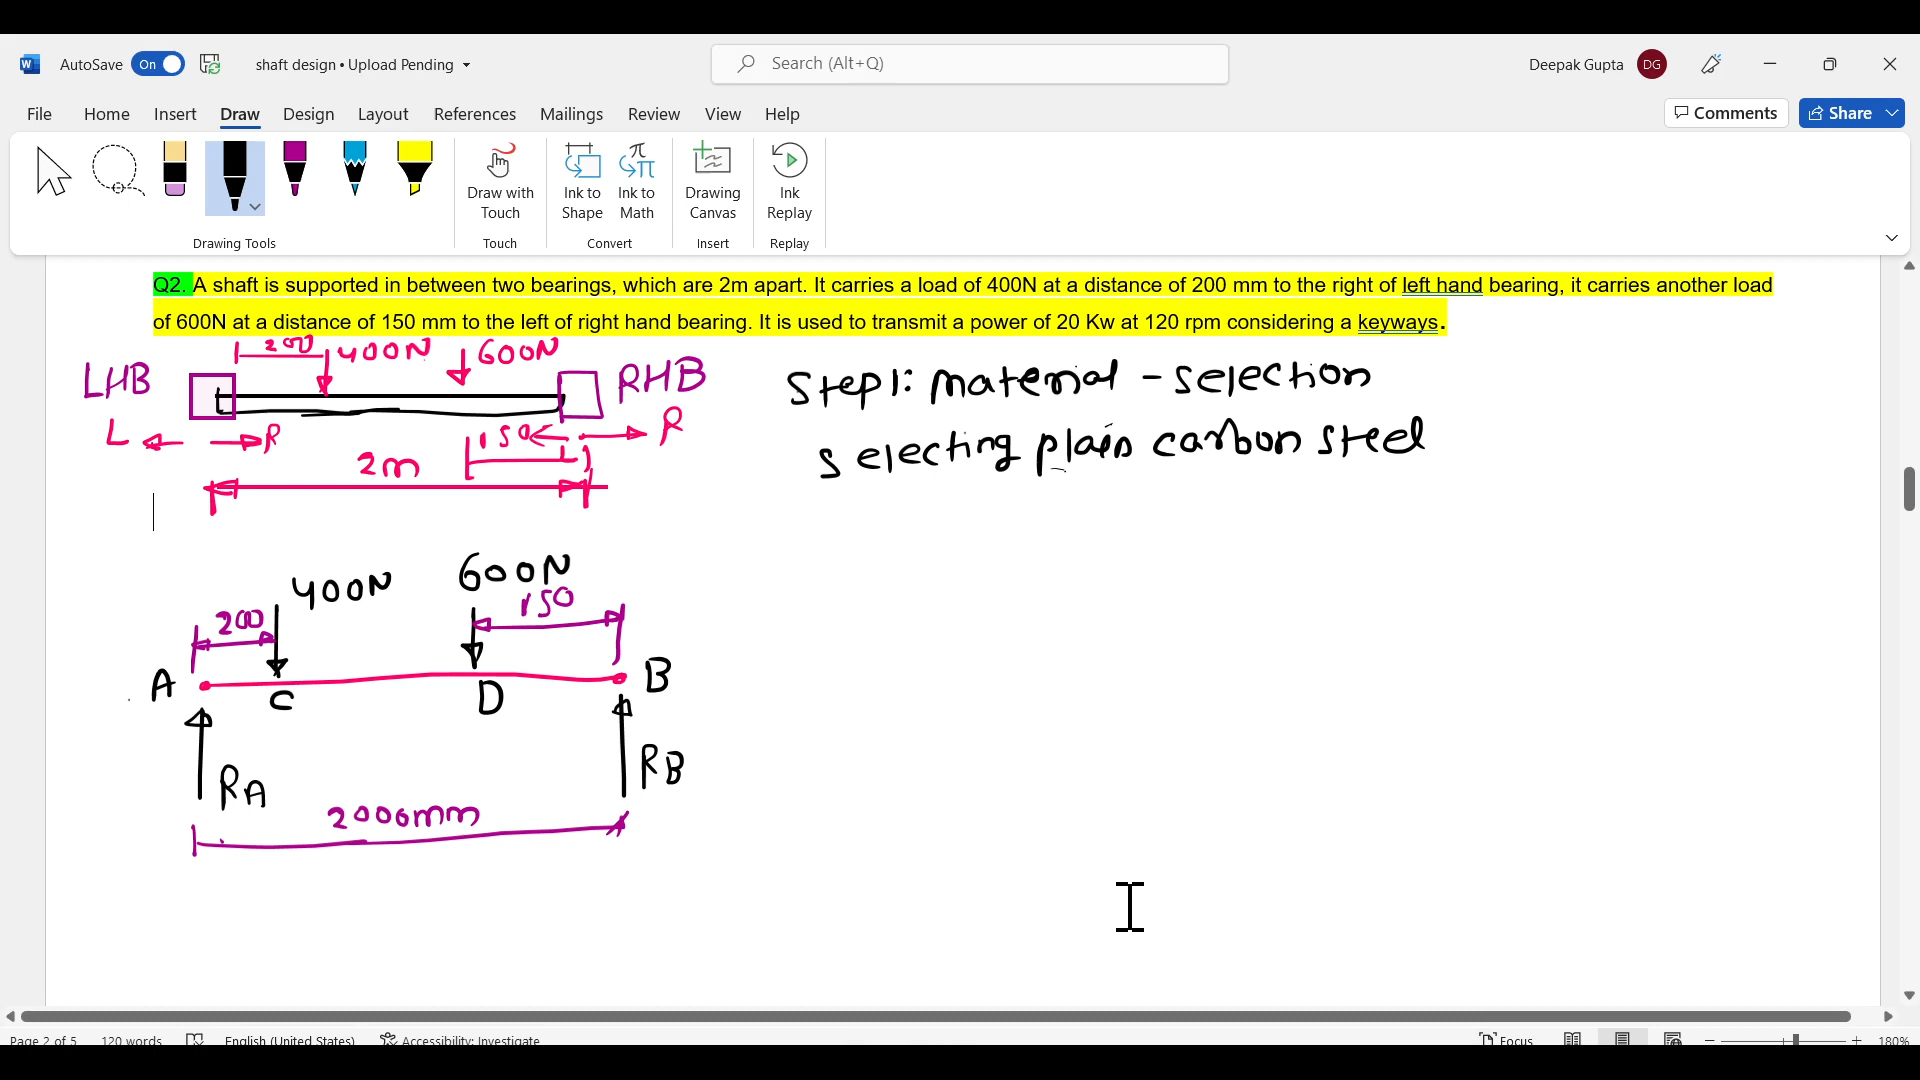 AutoSave On shaft design • Upload Pending Search (Alt+Q) Deepak Gupta DG
File Home Insert Draw Design Layout References Mailings Review View Help Comments Share
Draw with Touch
Ink to Shape
Ink to Math
Drawing Canvas
Ink Replay
Drawing Tools Touch Convert Insert Replay
Q2. A shaft is supported in between two bearings, which are 2m apart. It carries a load of 400N at a distance of 200 mm to the right of left hand bearing, it carries another load
of 600N at a distance of 150 mm to the left of right hand bearing. It is used to transmit a power of 20 Kw at 120 rpm considering a keyways.
200 400N 600N
LHB RHB
L R 150 R
2m
Step1: material - selection
selecting plain carbon steel
400N 600N
200 150
A C D B
RA RB
2000mm
Page 2 of 5 120 words English (United States) Accessibility: Investigate Focus 180%